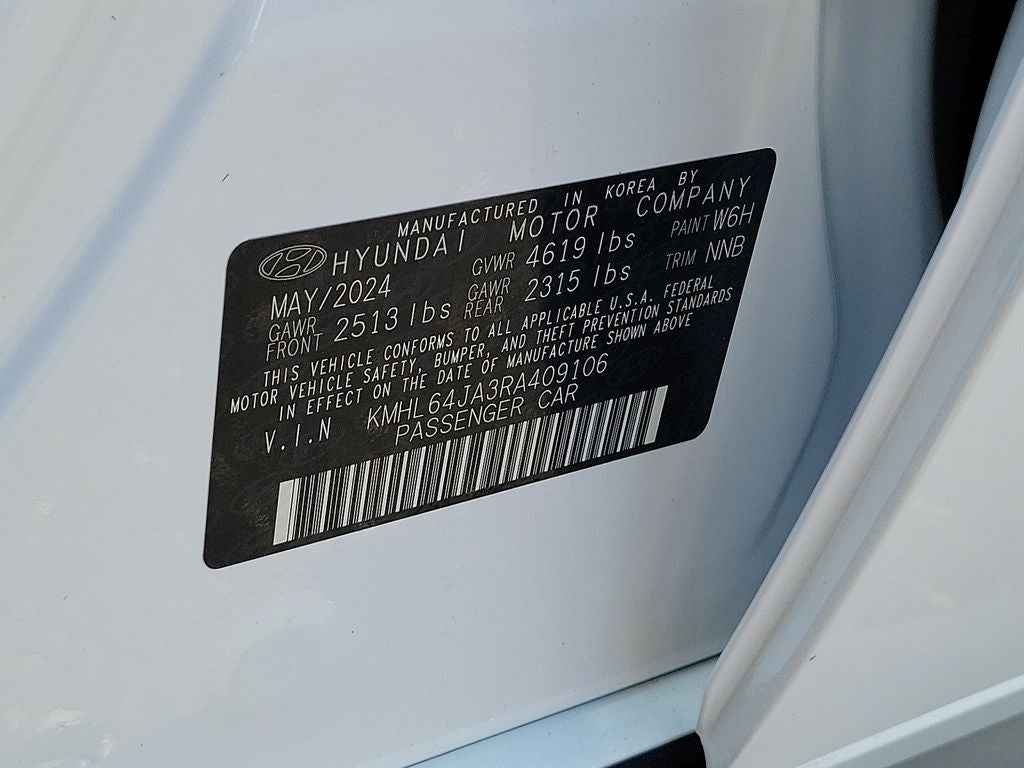 MANUFACTURED IN KOREA BY
HYUNDAI MOTOR COMPANY
MAY/2024 GVWR 4619 lbs PAINT W6H
GAWR FRONT 2513 lbs GAWR REAR 2315 lbs TRIM NNB
THIS VEHICLE CONFORMS TO ALL APPLICABLE U.S.A. FEDERAL
MOTOR VEHICLE SAFETY, BUMPER, AND THEFT PREVENTION STANDARDS
IN EFFECT ON THE DATE OF MANUFACTURE SHOWN ABOVE
V.I.N KMHL64JA3RA409106
PASSENGER CAR